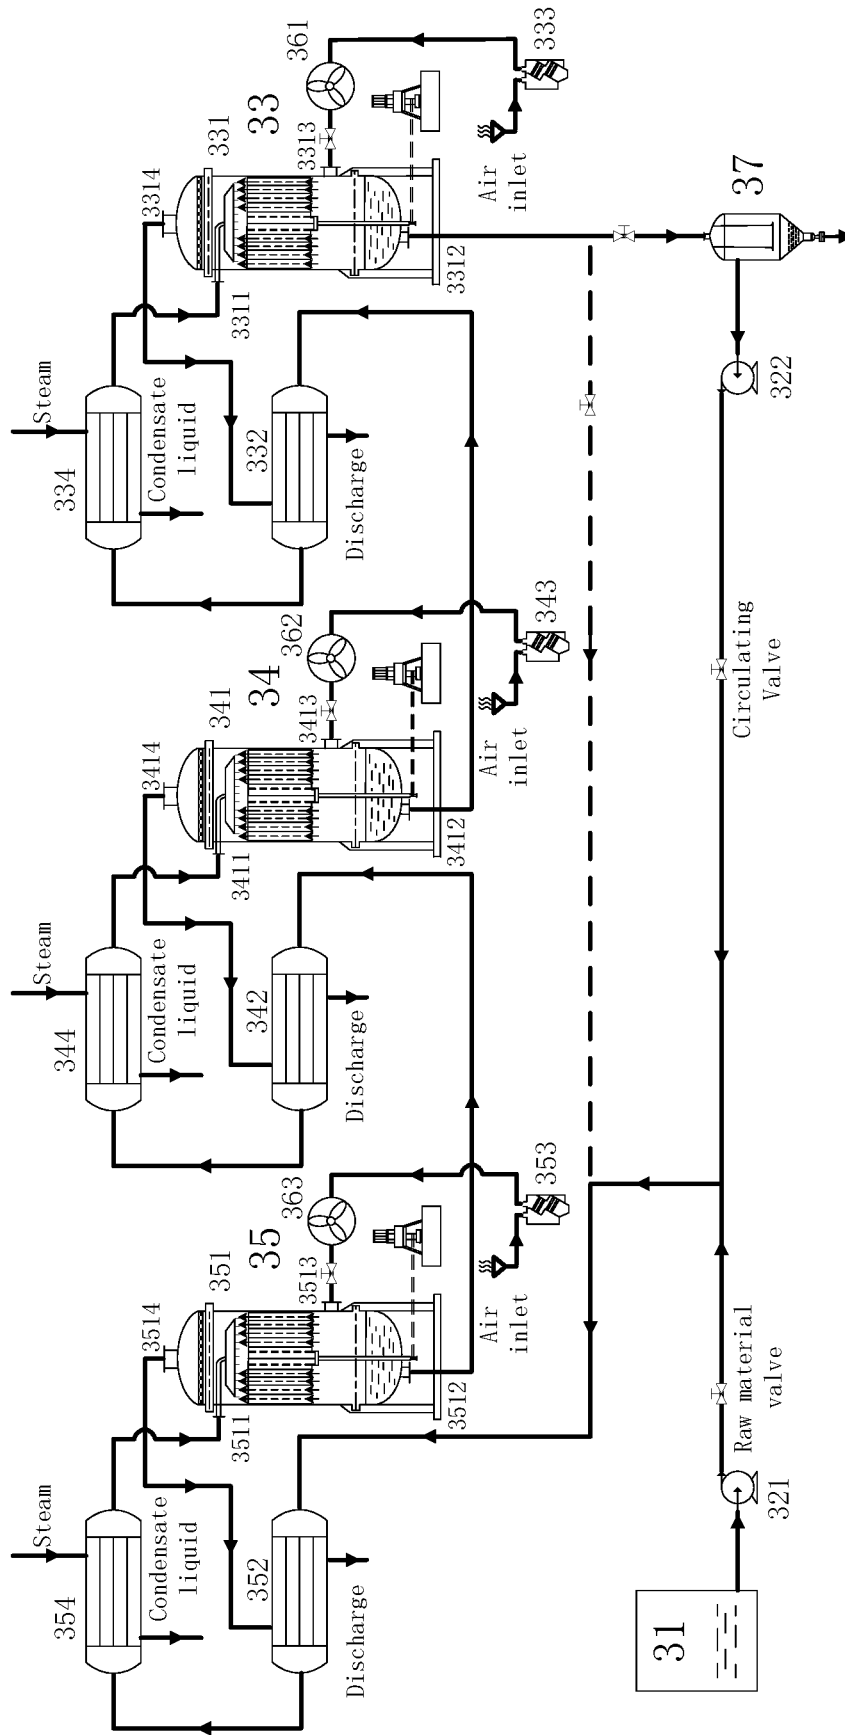 Steam
354
Condensate
liquid
352
Discharge
3514
3511
351
35
3513
363
3512
Air
inlet
353
Steam
344
Condensate
liquid
342
Discharge
3414
3411
341
34
3413
362
3412
Air
inlet
343
Steam
334
Condensate
liquid
332
Discharge
3314
3311
331
33
3313
361
3312
Air
inlet
333
31
321
Raw material
valve
Circulating
Valve
322
37